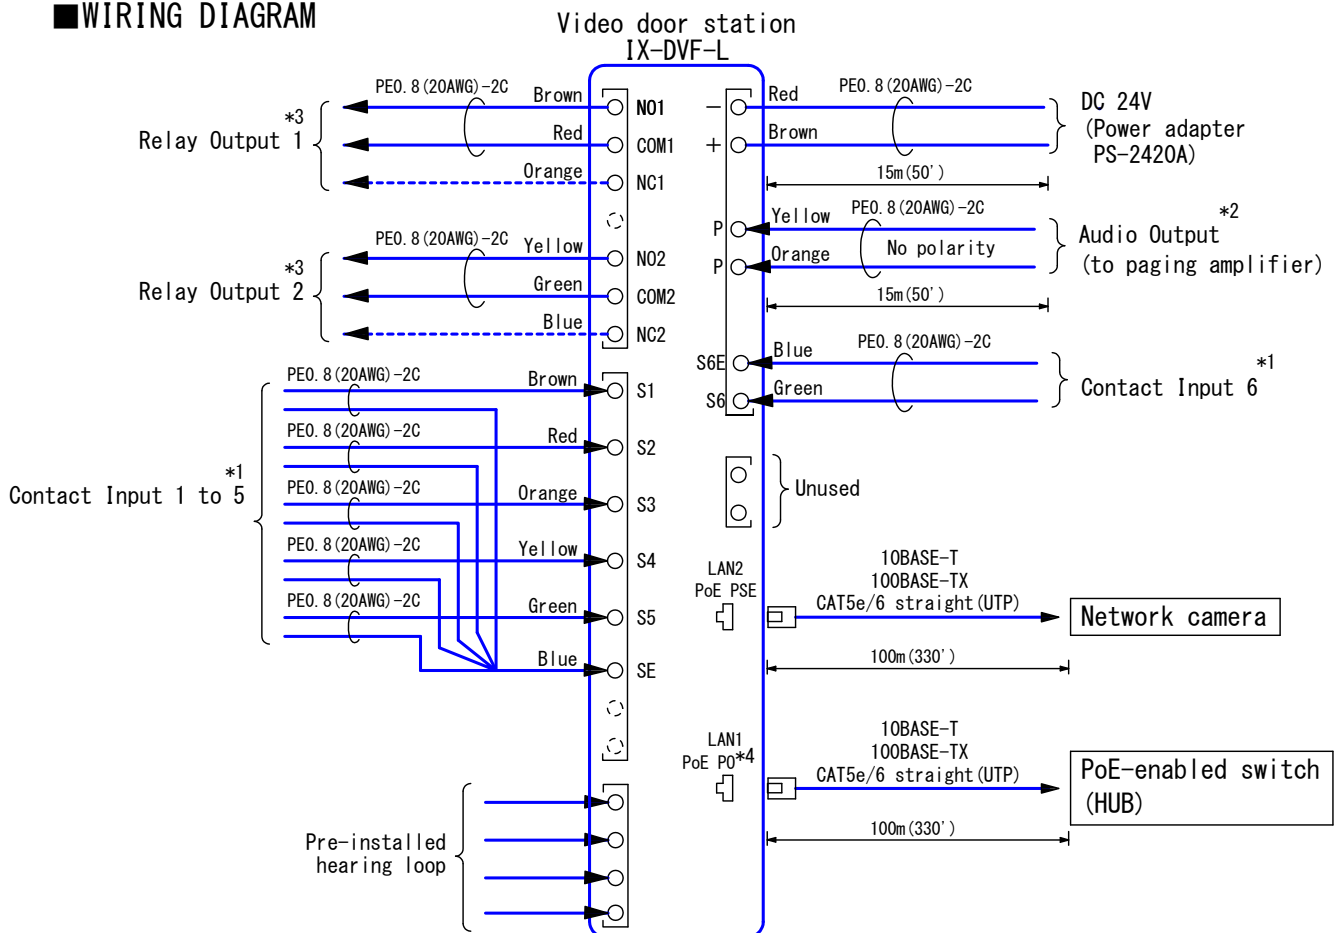 ■WIRING DIAGRAM
Video door station
IX-DVF-L
PE0.8(20AWG)-2C
Brown
NO1
*3
Relay Output 1
Red
COM1
Orange
NC1
PE0.8(20AWG)-2C
Yellow
NO2
*3
Relay Output 2
Green
COM2
Blue
NC2
PE0.8(20AWG)-2C
Brown
S1
PE0.8(20AWG)-2C
Red
S2
*1
Contact Input 1 to 5
PE0.8(20AWG)-2C
Orange
S3
PE0.8(20AWG)-2C
Yellow
S4
PE0.8(20AWG)-2C
Green
S5
Blue
SE
Pre-installed
hearing loop
−
Red
PE0.8(20AWG)-2C
DC 24V
(Power adapter
PS-2420A)
+
Brown
15m(50')
P
Yellow
PE0.8(20AWG)-2C
*2
Audio Output
(to paging amplifier)
No polarity
P
Orange
15m(50')
S6E
Blue
PE0.8(20AWG)-2C
*1
Contact Input 6
S6
Green
Unused
LAN2
PoE PSE
10BASE-T
100BASE-TX
CAT5e/6 straight(UTP)
Network camera
100m(330')
LAN1
PoE PD*4
10BASE-T
100BASE-TX
CAT5e/6 straight(UTP)
PoE-enabled switch
(HUB)
100m(330')